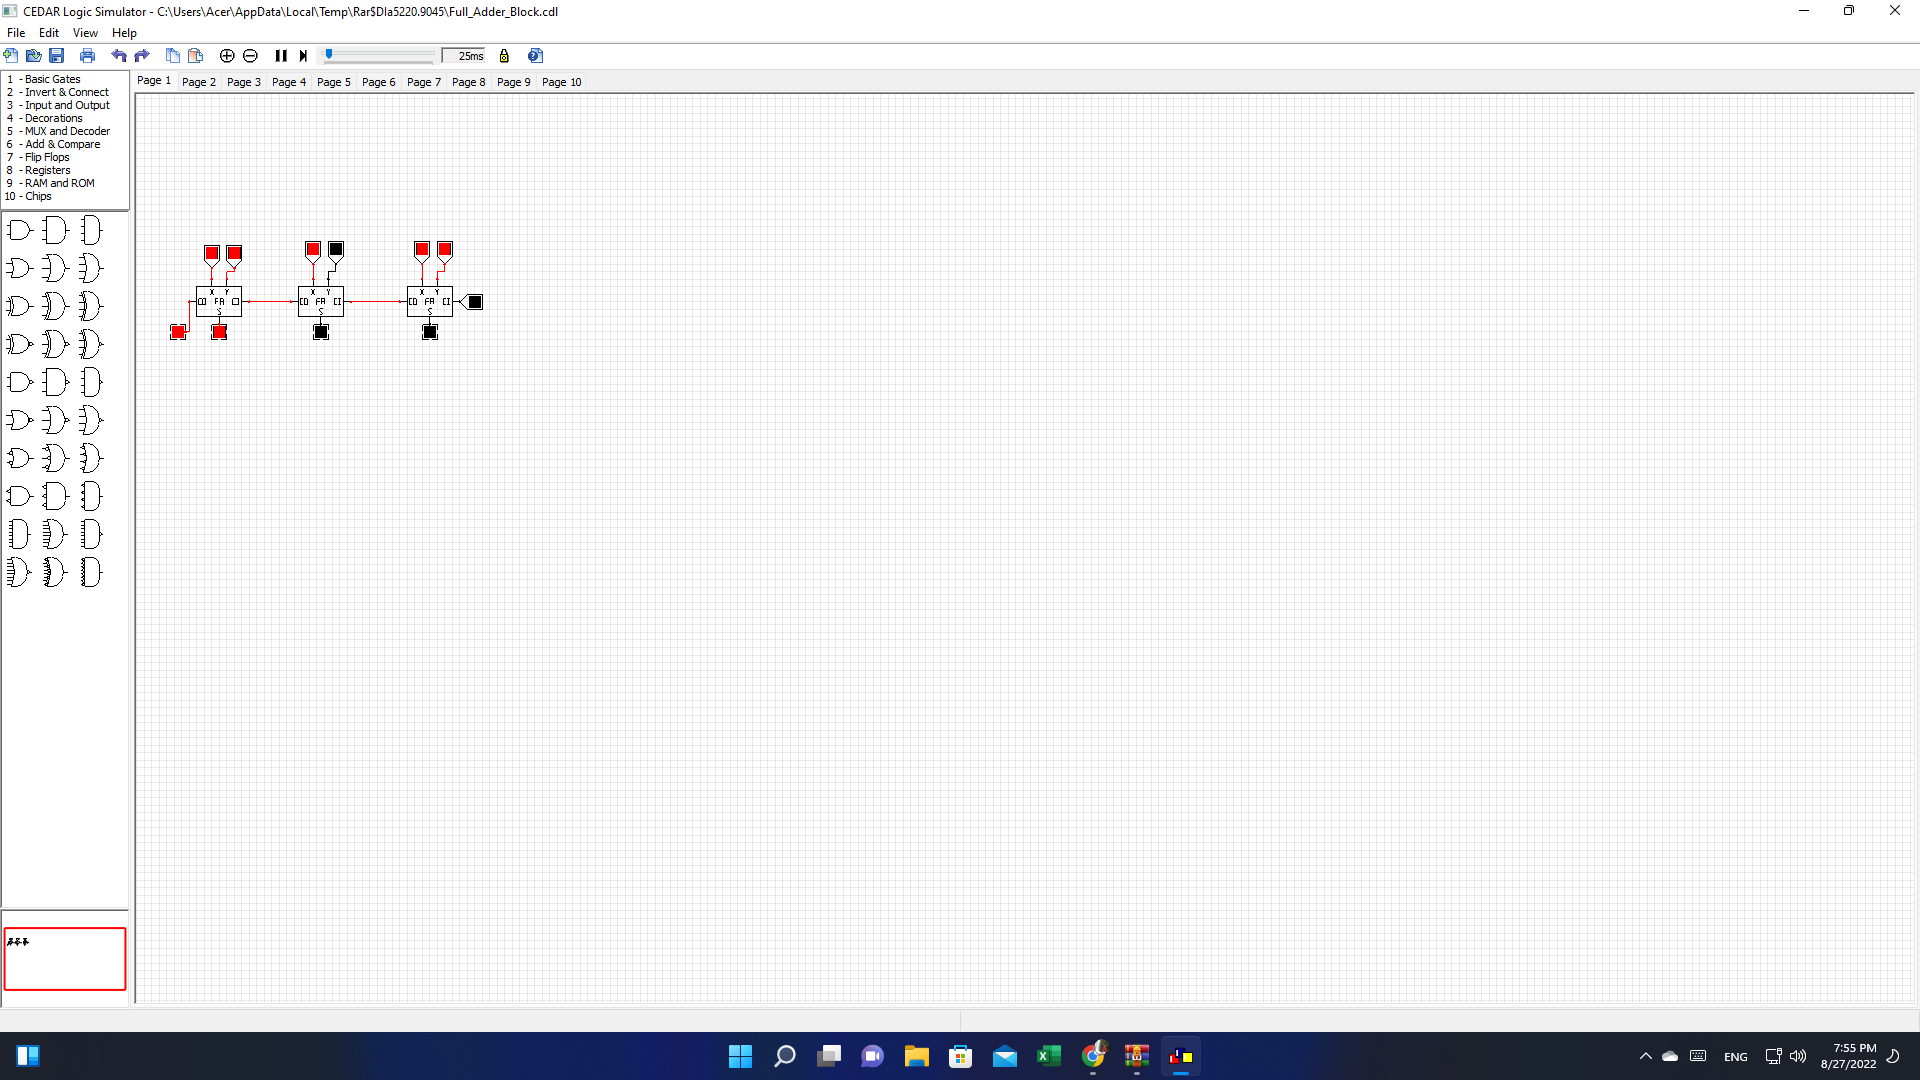 CEDAR Logic Simulator - C:\Users\Acer\AppData\Local\Temp\Rar$DIa5220.9045\Full_Adder_Block.cdl
File Edit View Help
25ms
1 - Basic Gates
2 - Invert & Connect
3 - Input and Output
4 - Decorations
5 - MUX and Decoder
6 - Add & Compare
7 - Flip Flops
8 - Registers
9 - RAM and ROM
10 - Chips
Page 1 Page 2 Page 3 Page 4 Page 5 Page 6 Page 7 Page 8 Page 9 Page 10
X Y X Y X Y
CO FA CI CO FA CI CO FA CI
S S S
ENG
7:55 PM
8/27/2022